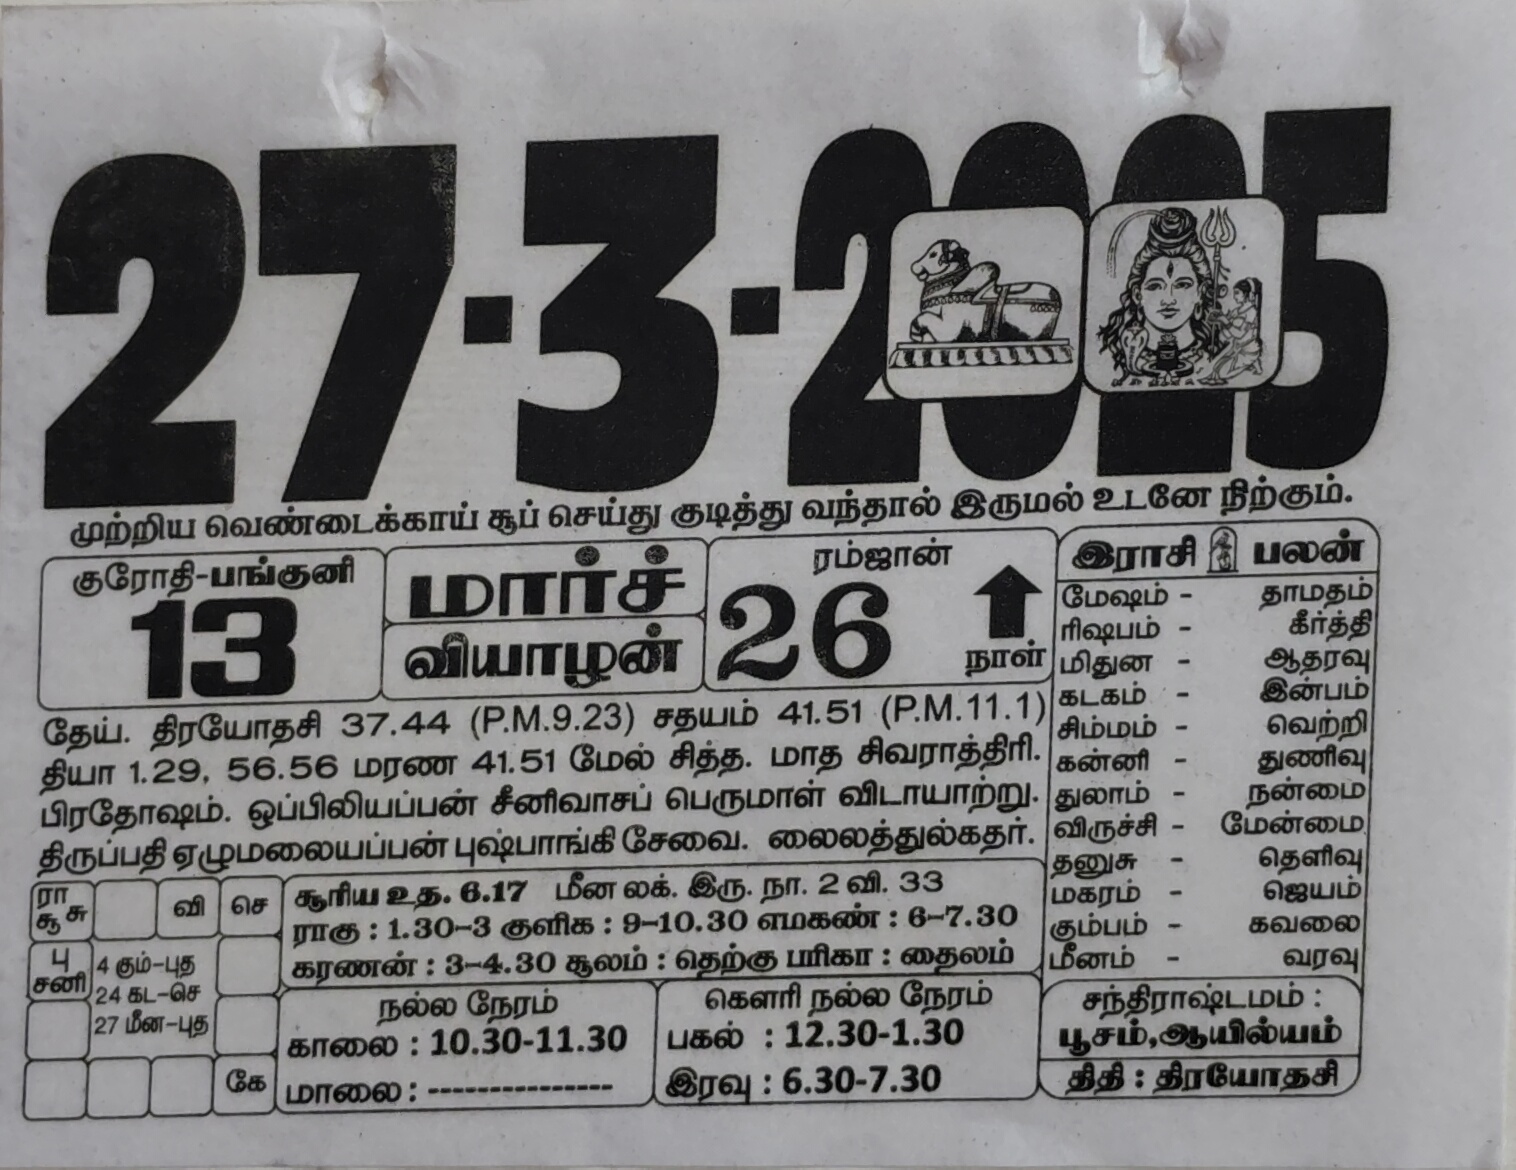 27-3-2025
முற்றிய வெண்டைக்காய் சூப் செய்து குடித்து வந்தால் இருமல் உடனே நிற்கும்.
குரோதி-பங்குனி
13
மார்ச்
வியாழன்
ரம்ஜான்
26
நாள்
தேய். திரயோதசி 37.44 (P.M.9.23) சதயம் 41.51 (P.M.11.1)
தியா 1.29, 56.56 மரண 41.51 மேல் சித்த. மாத சிவராத்திரி.
பிரதோஷம். ஒப்பிலியப்பன் சீனிவாசப் பெருமாள் விடாயாற்று.
திருப்பதி ஏழுமலையப்பன் புஷ்பாங்கி சேவை. லைலத்துல்கதர்.
இராசி பலன்
மேஷம் - தாமதம்
ரிஷபம் - கீர்த்தி
மிதுன - ஆதரவு
கடகம் - இன்பம்
சிம்மம் - வெற்றி
கன்னி - துணிவு
துலாம் - நன்மை
விருச்சி - மேன்மை
தனுசு - தெளிவு
மகரம் - ஜெயம்
கும்பம் - கவலை
மீனம் - வரவு
ரா
சூ சு
வி
செ
பு
சனி
4 கும்-புத
24 கட-செ
27 மீன-புத
கே
சூரிய உத. 6.17 மீன லக். இரு. நா. 2 வி. 33
ராகு : 1.30-3 குளிக : 9-10.30 எமகண் : 6-7.30
கரணன் : 3-4.30 சூலம் : தெற்கு பரிகா : தைலம்
நல்ல நேரம்
காலை : 10.30-11.30
மாலை : ---------------
கௌரி நல்ல நேரம்
பகல் : 12.30-1.30
இரவு : 6.30-7.30
சந்திராஷ்டமம் :
பூசம்,ஆயில்யம்
திதி : திரயோதசி